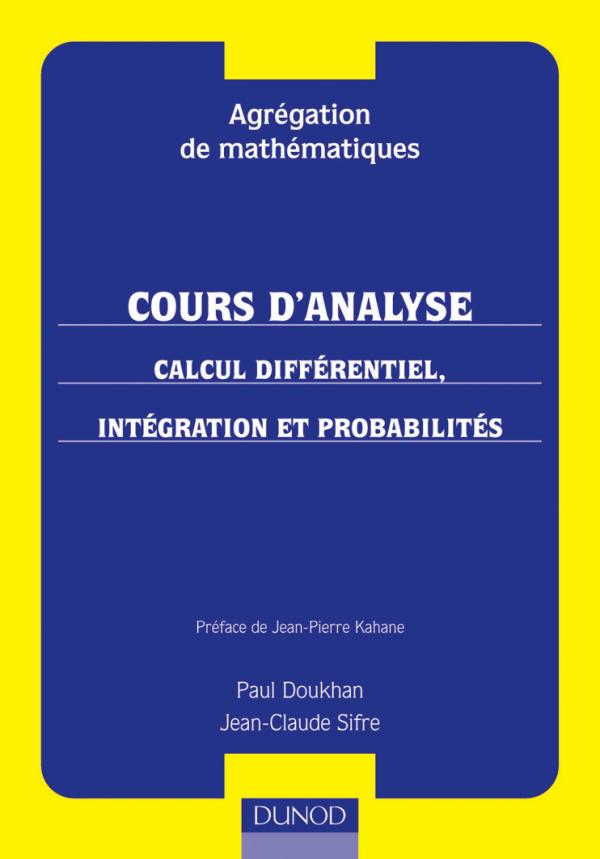 Agrégation
de mathématiques
COURS D'ANALYSE
CALCUL DIFFÉRENTIEL,
INTÉGRATION ET PROBABILITÉS
Préface de Jean-Pierre Kahane
Paul Doukhan
Jean-Claude Sifre
DUNOD